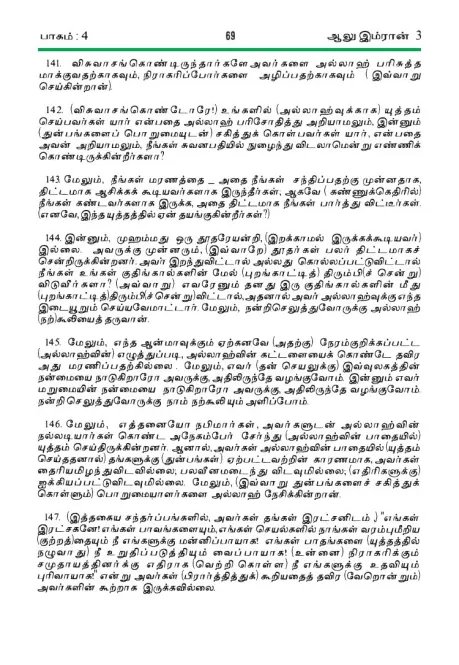 பாகம் : 4 69 ஆலு இம்ரான் 3
141. விசுவாசங்கொண்டிருந்தார்களேஅவர்களை அல்லாஹ் பரிசுத்த
மாக்குவதற்காகவும், நிராகரிப்போர்களை அழிப்பதற்காகவும் ( இவ்வாறு
செய்கின்றான்).
142. (விசுவாசங்கொண்டோரே!) உங்களில் (அல்லாஹ்வுக்காக) யுத்தம்
செய்பவர்கள் யார் என்பதை அல்லாஹ் பரிசோதித்து அறியாமலும், இன்னும்
(துன்பங்களைப் பொறுமையுடன்) சகித்துக் கொள்பவர்கள் யார், என்பதை
அவன் அறியாமலும், நீங்கள் சுவனபதியில் நுழைந்து விடலாமென்று எண்ணிக்
கொண்டிருக்கின்றீர்களா?
143. மேலும், நீங்கள் மரணத்தை _ அதை நீங்கள் சந்திப்பதற்கு முன்னதாக,
திட்டமாக ஆசிக்கக் கூடியவர்களாக இருந்தீர்கள்; ஆகவே ( கண்ணுக்கெதிரில்)
நீங்கள் கண்டவர்களாக இருக்க, அதை திட்டமாக நீங்கள் பார்த்து விட்டீர்கள்.
(எனவே,இந்தயுத்தத்தில் ஏன் தயங்குகின்றீர்கள்?)
144. இன்னும், முஹம்மது ஒரு தூதரேயன்றி, (இறக்காமல் இருக்கக்கூடியவர்)
இல்லை. அவருக்கு முன்னரும், (இவ்வாறே) தூதர்கள் பலர் திட்டமாகச்
சென்றிருக்கின்றனர். அவர் இறந்துவிட்டால் அல்லது கொல்லப்பட்டுவிட்டால்
நீங்கள் உங்கள் குதிங்கால்களின் மேல் (புறங்காட்டித்) திரும்பி(ச் சென்று)
விடுவீர்களா? (அவ்வாறு) எவரேனும் தனது இரு குதிங்கால்களின் மீது
(புறங்காட்டித்)திரும்பி(ச் சென்று)விட்டால்,அதனால் அவர் அல்லாஹ்வுக்கு எந்த
இடையூறும் செய்யவேமாட்டார். மேலும், நன்றிசெலுத்துவோருக்கு அல்லாஹ்
(நற்)கூலியைத் தருவான்.
145. மேலும், எந்த ஆன்மாவுக்கும் ஏற்கனவே (அதற்கு) நேரம்குறிக்கப்பட்ட
(அல்லாஹ்வின்) எழுத்துப்படி, அல்லாஹ்வின் கட்டளையைக் கொண்டே தவிர
அது மரணிப்பதற்கில்லை . மேலும், எவர் (தன் செயலுக்கு) இவ்வுலகத்தின்
நன்மையை நாடுகிறாரோ அவருக்கு, அதிலிருந்தே வழங்குவோம். இன்னும் எவர்
மறுமையின் நன்மையை நாடுகிறாரோ அவருக்கு, அதிலிருந்தே வழங்குவோம்.
நன்றி செலுத்துவோருக்கு நாம் நற்கூலியும் அளிப்போம்.
146. மேலும், எத்தனையோ நபிமார்கள், அவர்களுடன் அல்லாஹ்வின்
நல்லடியார்கள் கொண்ட அநேகம்பேர் சேர்ந்து (அல்லாஹ்வின் பாதையில்)
யுத்தம் செய்திருக்கின்றனர். ஆனால்,அவர்கள் அல்லாஹ்வின் பாதையில் (யுத்தம்
செய்ததனால்) தங்களுக்கு (துன்பங்கள்) ஏற்பட்டவற்றின் காரணமாக, அவர்கள்
தைரியமிழந்துவிடவில்லை; பலவீனமடைந்து விடவுமில்லை; (எதிரிகளுக்கு)
ஐக்கியப்பட்டுவிடவுமில்லை. மேலும், (இவ்வாறு துன்பங்களைச் சகித்துக்
கொள்ளும்) பொறுமையாளர்களை அல்லாஹ் நேசிக்கின்றான்.
147. (இத்தகைய சந்தர்ப்பங்களில், அவர்கள் தங்கள் இரட்சனிடம் ,) "எங்கள்
இரட்சகனே! எங்கள் பாவங்களையும், எங்கள் செயல்களில் நாங்கள் வரம்புமீறிய
(குற்றத்)தையும் நீ எங்களுக்கு மன்னிப்பாயாக! எங்கள் பாதங்களை (யுத்தத்தில்
நழுவாது) நீ உறுதிப்படுத்தியும் வைப்பாயாக! (உன்னை) நிராகரிக்கும்
சமுதாயத்தினர்க்கு எதிராக (வெற்றி கொள்ள) நீ எங்களுக்கு உதவியும்
புரிவாயாக!" என்று அவர்கள் (பிரார்த்தித்துக்) கூறியதைத் தவிர (வேறொன்றும்)
அவர்களின் கூற்றாக இருக்கவில்லை.